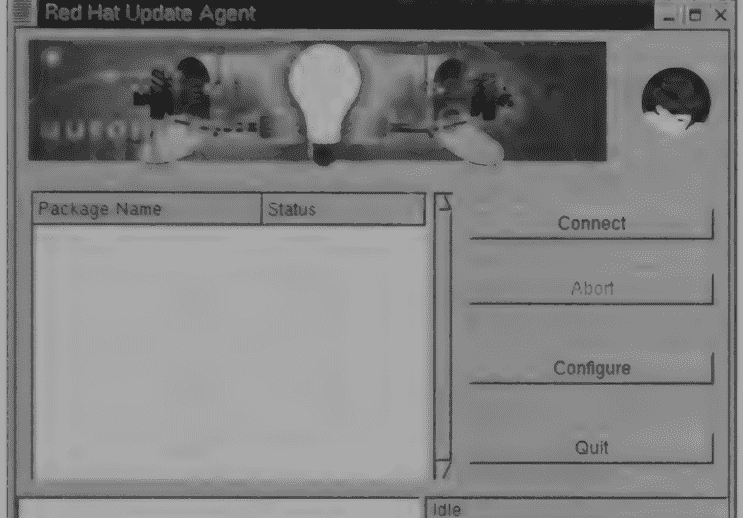 Red Hat Update Agent
Package Name Status
Connect
Abort
Configure
Quit
Idle